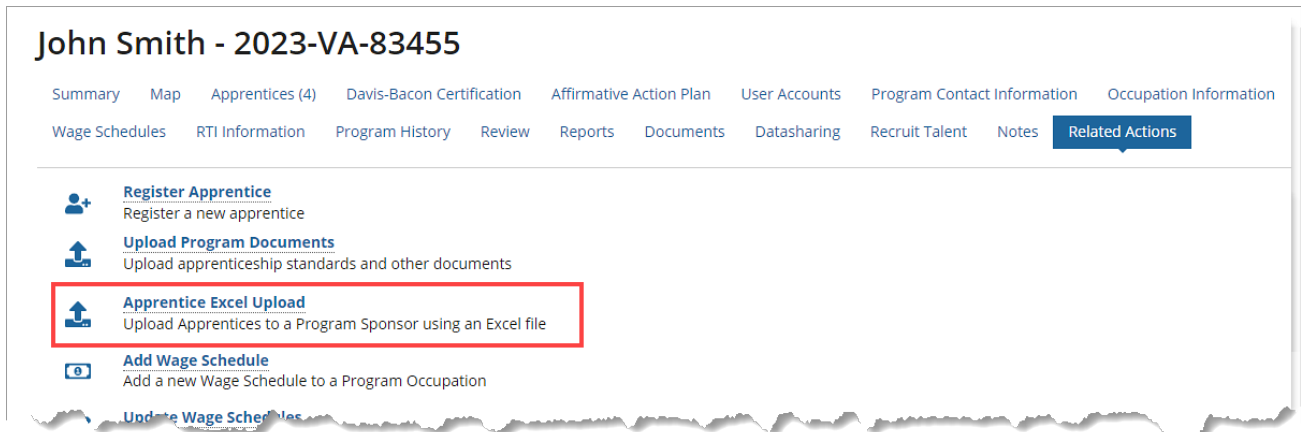 John Smith - 2023-VA-83455
Summary Map Apprentices (4) Davis-Bacon Certification Affirmative Action Plan User Accounts Program Contact Information Occupation Information
Wage Schedules RTI Information Program History Review Reports Documents Datasharing Recruit Talent Notes Related Actions
Register Apprentice
Register a new apprentice
Upload Program Documents
Upload apprenticeship standards and other documents
Apprentice Excel Upload
Upload Apprentices to a Program Sponsor using an Excel file
Add Wage Schedule
Add a new Wage Schedule to a Program Occupation
Update Wage Schedules